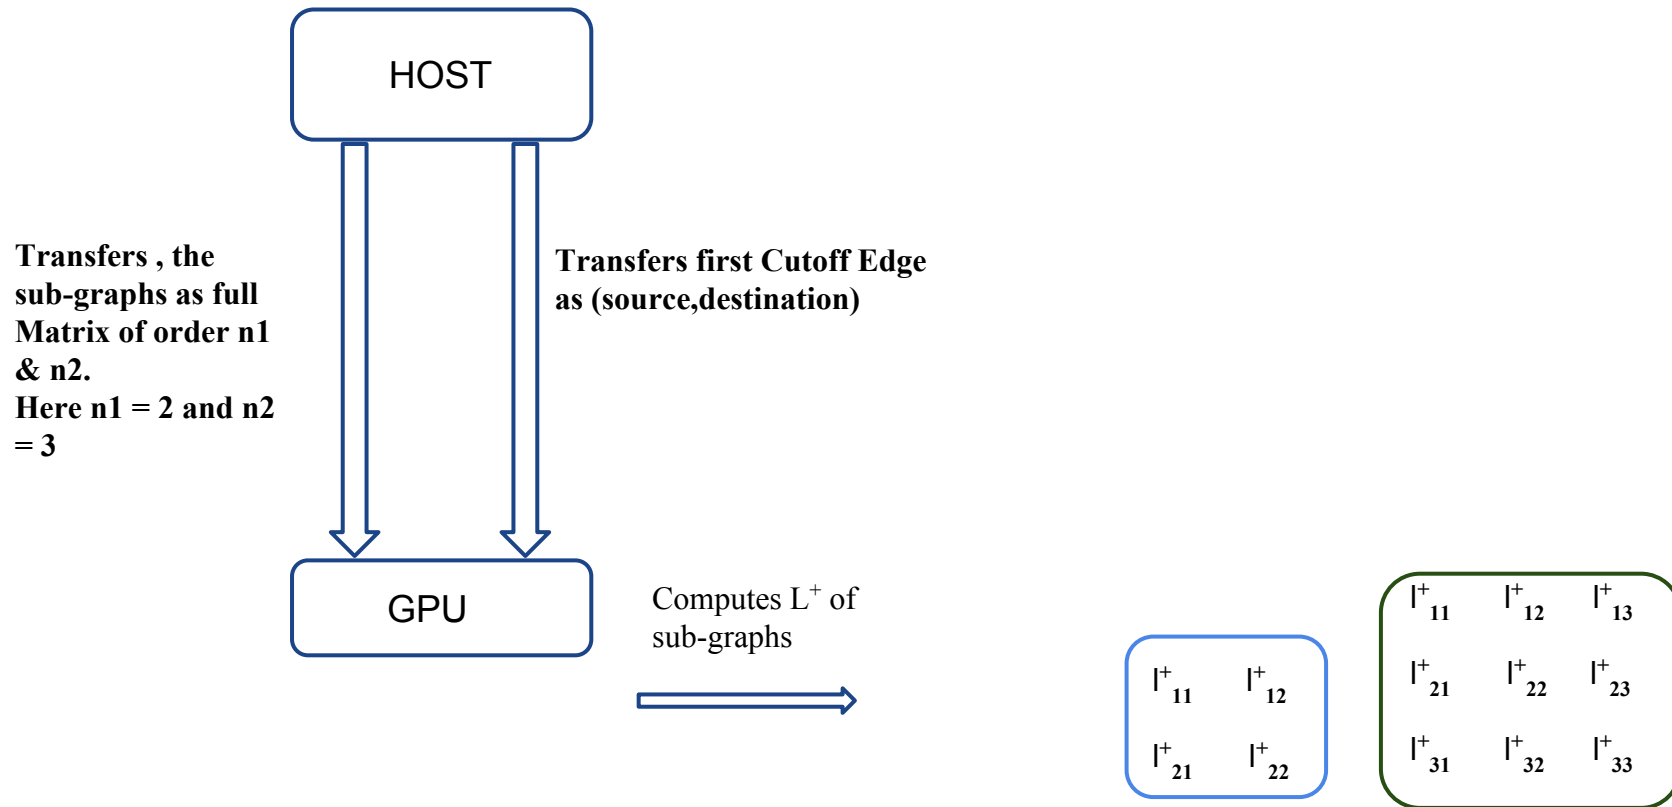 HOST
Transfers , the
sub-graphs as full
Matrix of order n1
& n2.
Here n1 = 2 and n2
= 3
Transfers first Cutoff Edge
as (source,destination)
GPU
Computes L⁺ of
sub-graphs
l⁺₁₁ l⁺₁₂
l⁺₂₁ l⁺₂₂
l⁺₁₁ l⁺₁₂ l⁺₁₃
l⁺₂₁ l⁺₂₂ l⁺₂₃
l⁺₃₁ l⁺₃₂ l⁺₃₃